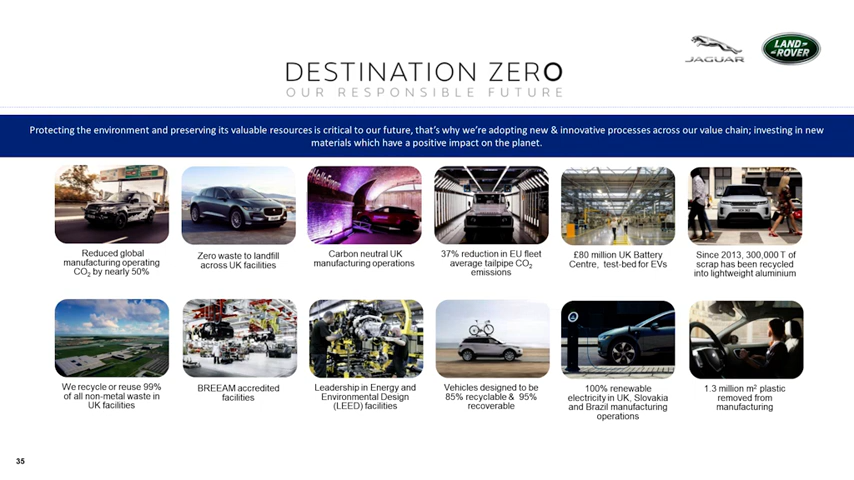 JAGUAR
LAND-
ROVER
DESTINATION ZERO
OUR RESPONSIBLE FUTURE
Protecting the environment and preserving its valuable resources is critical to our future, that's why we're adopting new & innovative processes across our value chain; investing in new
materials which have a positive impact on the planet.
Reduced global
manufacturing operating
CO2 by nearly 50%
Zero waste to landfill
across UK facilities
Carbon neutral UK
manufacturing operations
37% reduction in EU fleet
average tailpipe CO2
emissions
£80 million UK Battery
Centre, test-bed for EVs
Since 2013, 300,000 T of
scrap has been recycled
into lightweight aluminium
We recycle or reuse 99%
of all non-metal waste in
UK facilities
BREEAM accredited
facilities
Leadership in Energy and
Environmental Design
(LEED) facilities
Vehicles designed to be
85% recyclable & 95%
recoverable
100% renewable
electricity in UK, Slovakia
and Brazil manufacturing
operations
1.3 million m2 plastic
removed from
manufacturing
35